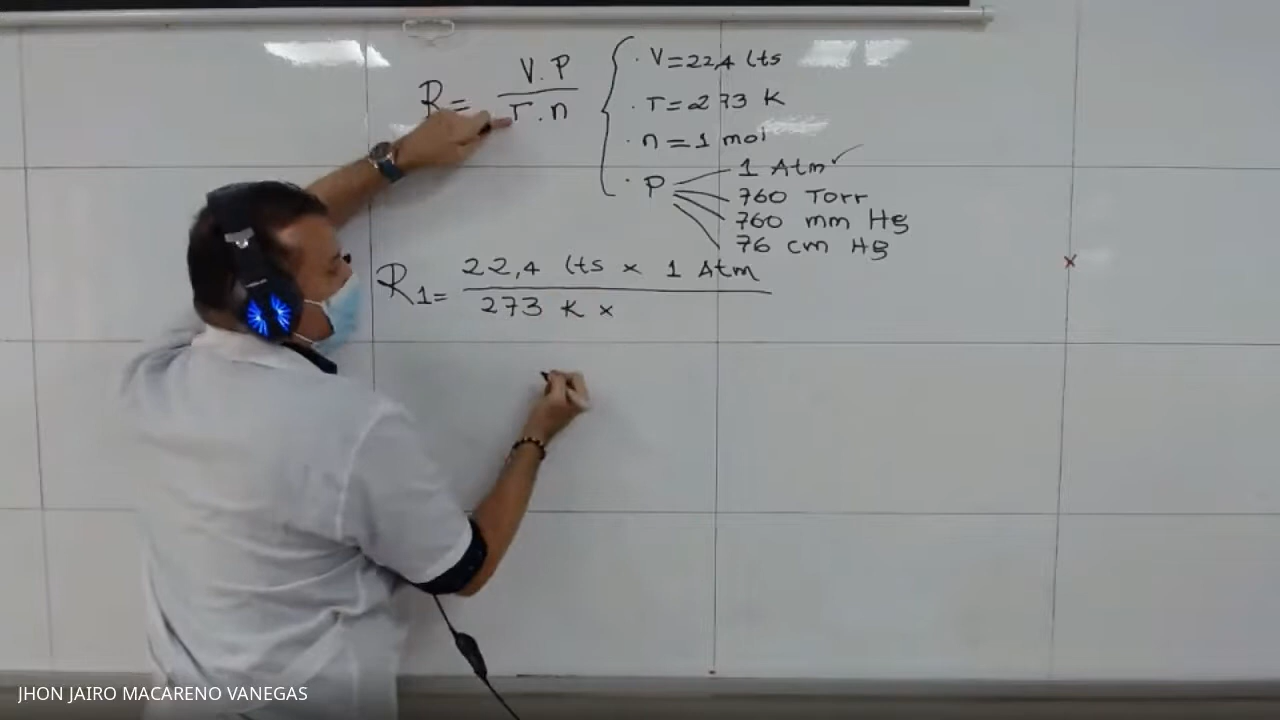 R = V.P / T.n
· V=22,4 lts
· T=273 K
· n=1 mol
· P
1 Atm ✓
760 Torr
760 mm Hg
76 cm Hg
R1= 22,4 lts x 1 Atm / 273 K x
x
JHON JAIRO MACARENO VANEGAS